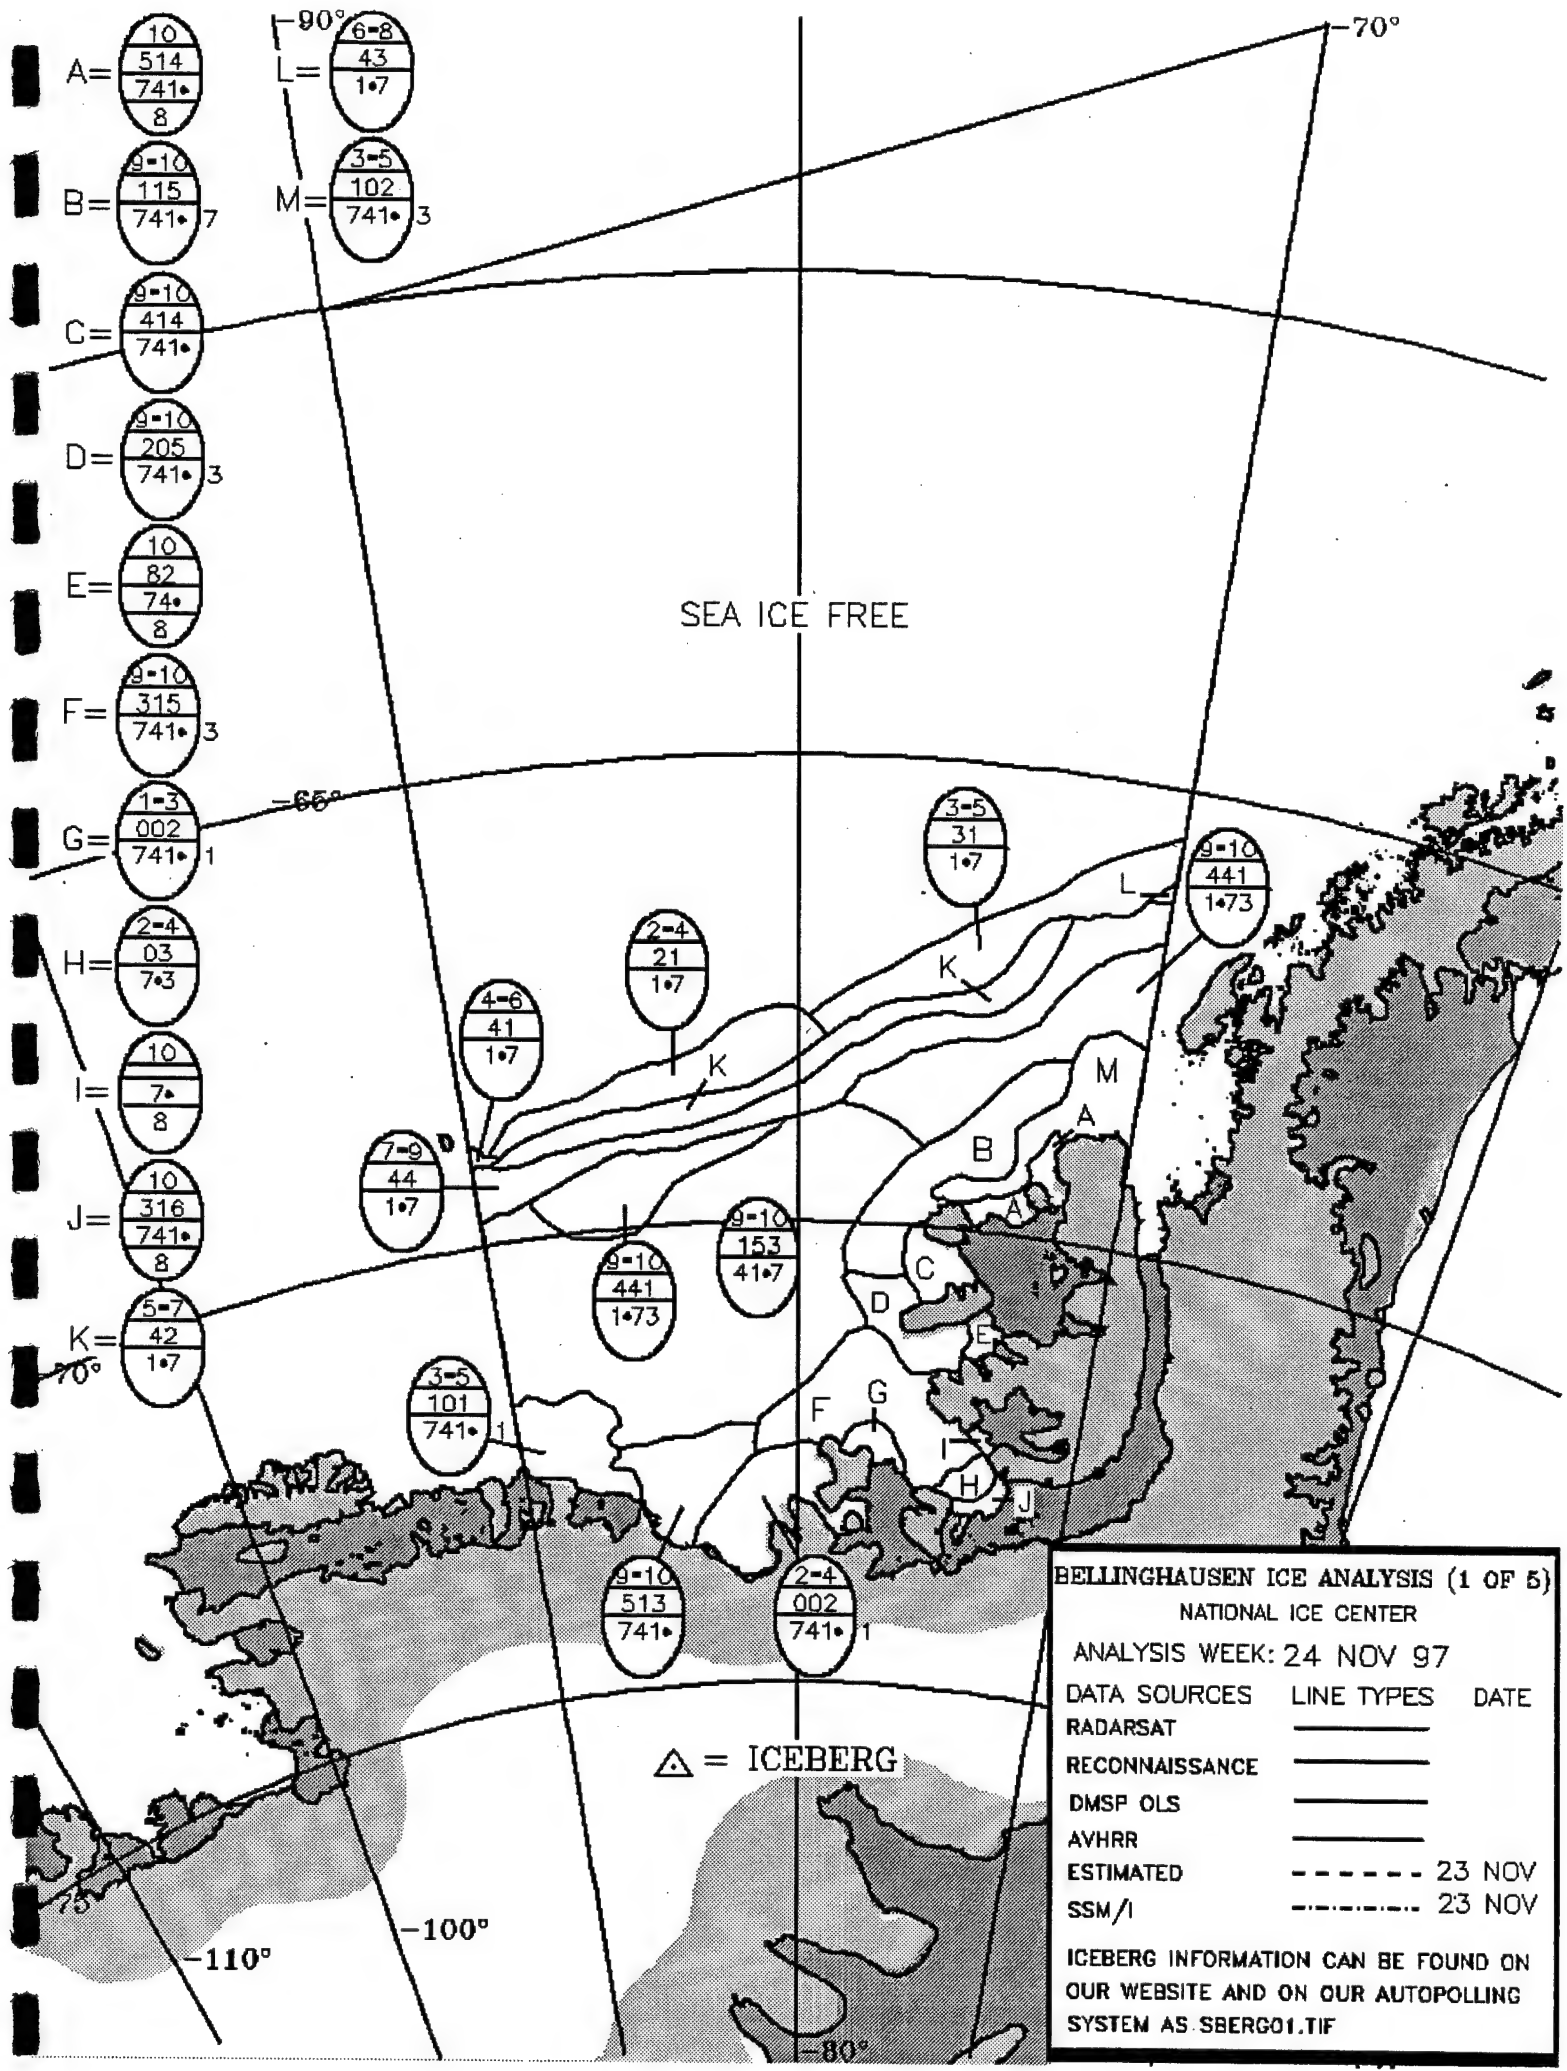 -90°
-70°
A=
10
514
741•
8
L=
6-8
43
1•7
B=
9-10
115
741• 7
M=
3-5
102
741• 3
C=
9-10
414
741•
D=
9-10
205
741• 3
E=
10
82
74•
8
SEA ICE FREE
F=
9-10
315
741• 3
-65°
G=
1-3
002
741• 1
3-5
31
1•7
L
9-10
441
1•73
H=
2-4
03
7•3
2-4
21
1•7
K
4-6
41
1•7
K
I=
10
7•
8
M
A
B
7-9
44
1•7
J=
10
316
741•
8
A
9-10
153
41•7
9-10
441
1•73
C
D
E
K=
5-7
42
1•7
-70°
3-5
101
741• 1
F
G
I
H
J
9-10
513
741•
2-4
002
741• 1
BELLINGHAUSEN ICE ANALYSIS (1 OF 5)
NATIONAL ICE CENTER
ANALYSIS WEEK: 24 NOV 97
DATA SOURCES LINE TYPES DATE
RADARSAT
RECONNAISSANCE
DMSP OLS
AVHRR
ESTIMATED 23 NOV
SSM/I 23 NOV
ICEBERG INFORMATION CAN BE FOUND ON
OUR WEBSITE AND ON OUR AUTOPOLLING
SYSTEM AS SBERG01.TIF
= ICEBERG
-75°
-100°
-110°
-80°